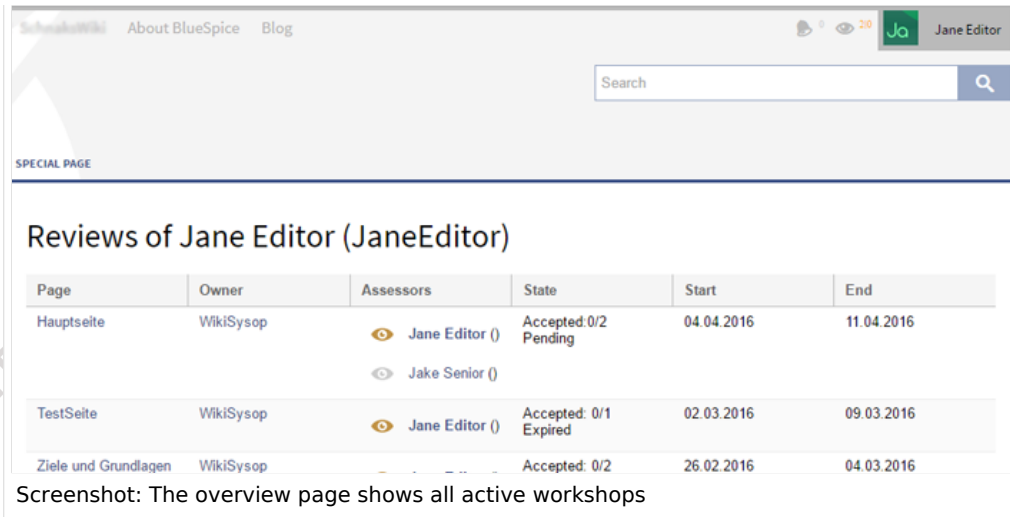 About BlueSpice Blog 0 2|0 Ja Jane Editor
Search
SPECIAL PAGE
Reviews of Jane Editor (JaneEditor)
Page Owner Assessors State Start End
Hauptseite WikiSysop Jane Editor () Accepted:0/2 04.04.2016 11.04.2016
Pending
Jake Senior ()
TestSeite WikiSysop Jane Editor () Accepted: 0/1 02.03.2016 09.03.2016
Expired
Ziele und Grundlagen WikiSysop Accepted: 0/2 26.02.2016 04.03.2016
Screenshot: The overview page shows all active workshops